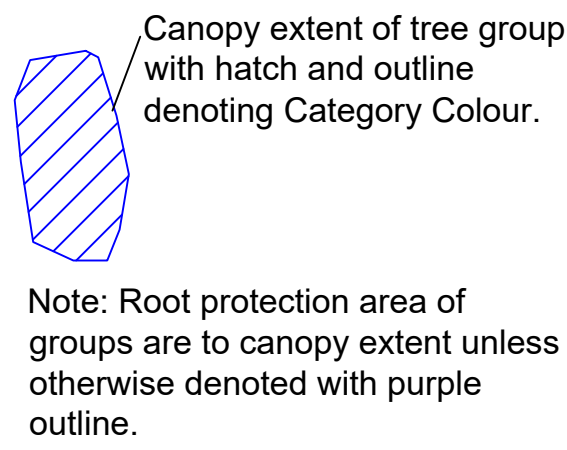 Canopy extent of tree group
with hatch and outline
denoting Category Colour.
Note: Root protection area of
groups are to canopy extent unless
otherwise denoted with purple
outline.